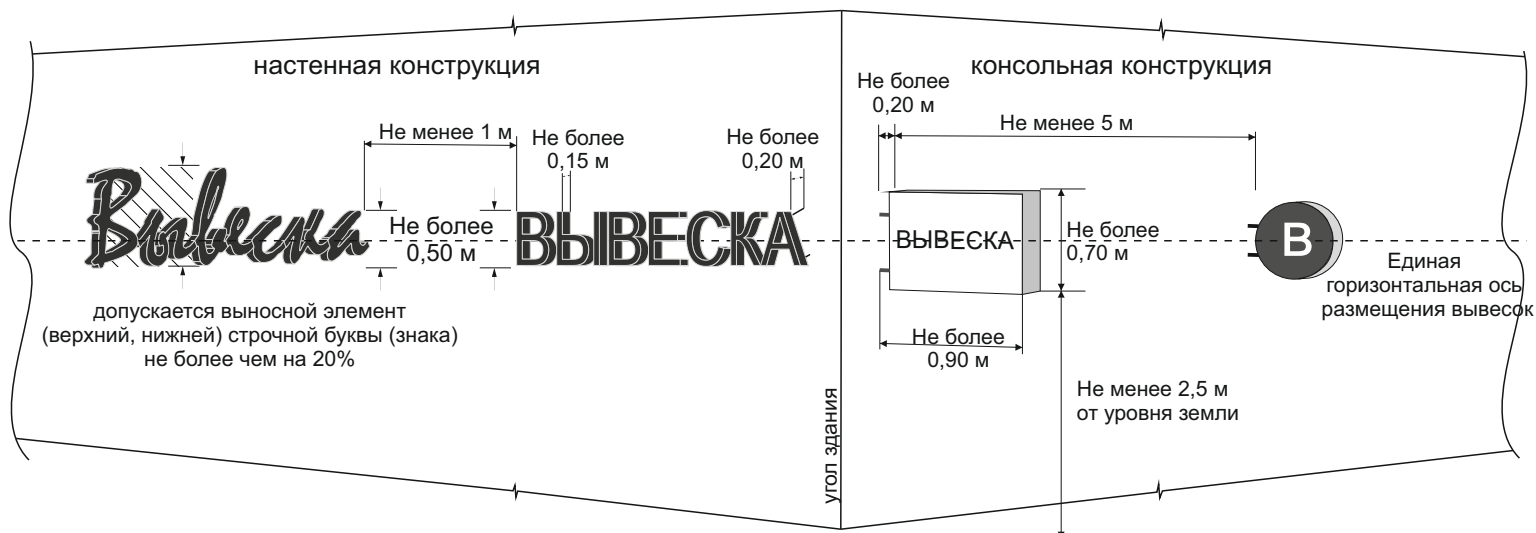 настенная конструкция
консольная конструкция
Не более
0,20 м
Не менее 1 м
Не более
0,15 м
Не более
0,20 м
Не менее 5 м
Вывеска
Не более
0,50 м
ВЫВЕСКА
ВЫВЕСКА
Не более
0,70 м
В
Единая
горизонтальная ось
размещения вывесок
допускается выносной элемент
(верхний, нижней) строчной буквы (знака)
не более чем на 20%
Не более
0,90 м
Не менее 2,5 м
от уровня земли
угол здания